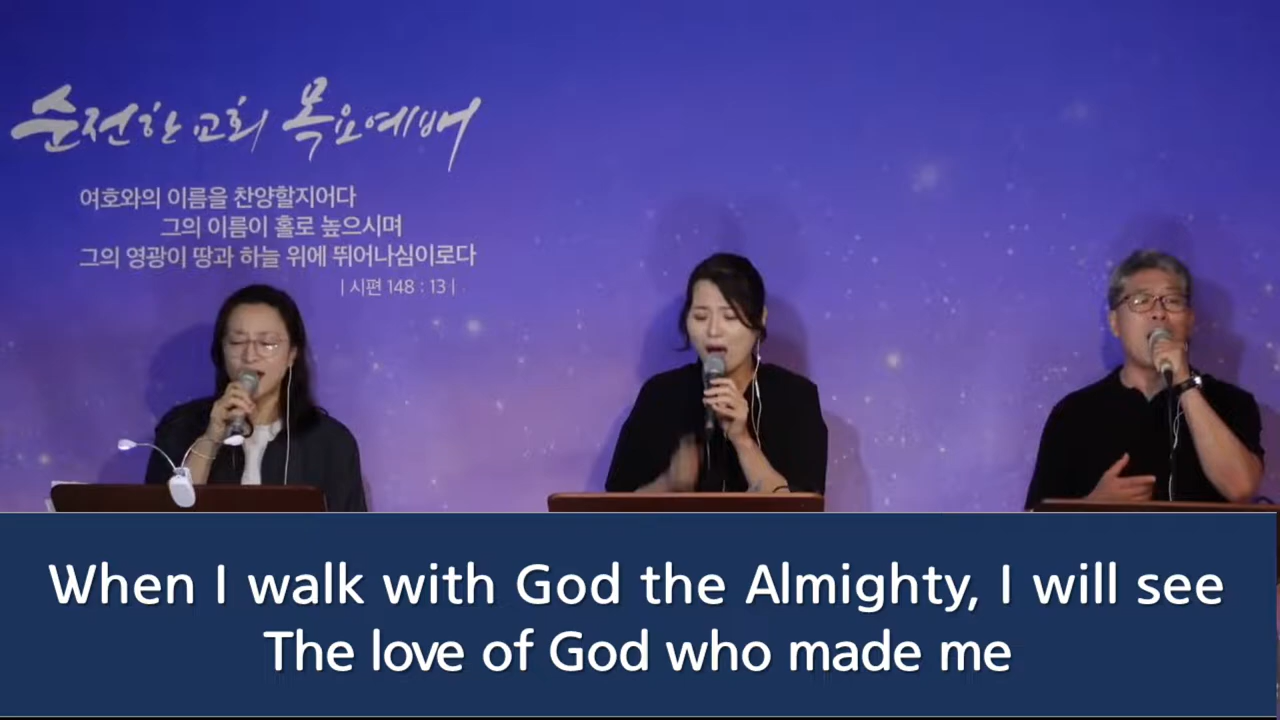 순전한 교회 목요예배
여호와의 이름을 찬양할지어다
그의 이름이 홀로 높으시며
그의 영광이 땅과 하늘 위에 뛰어나심이로다
| 시편 148 : 13 |
When I walk with God the Almighty, I will see
The love of God who made me